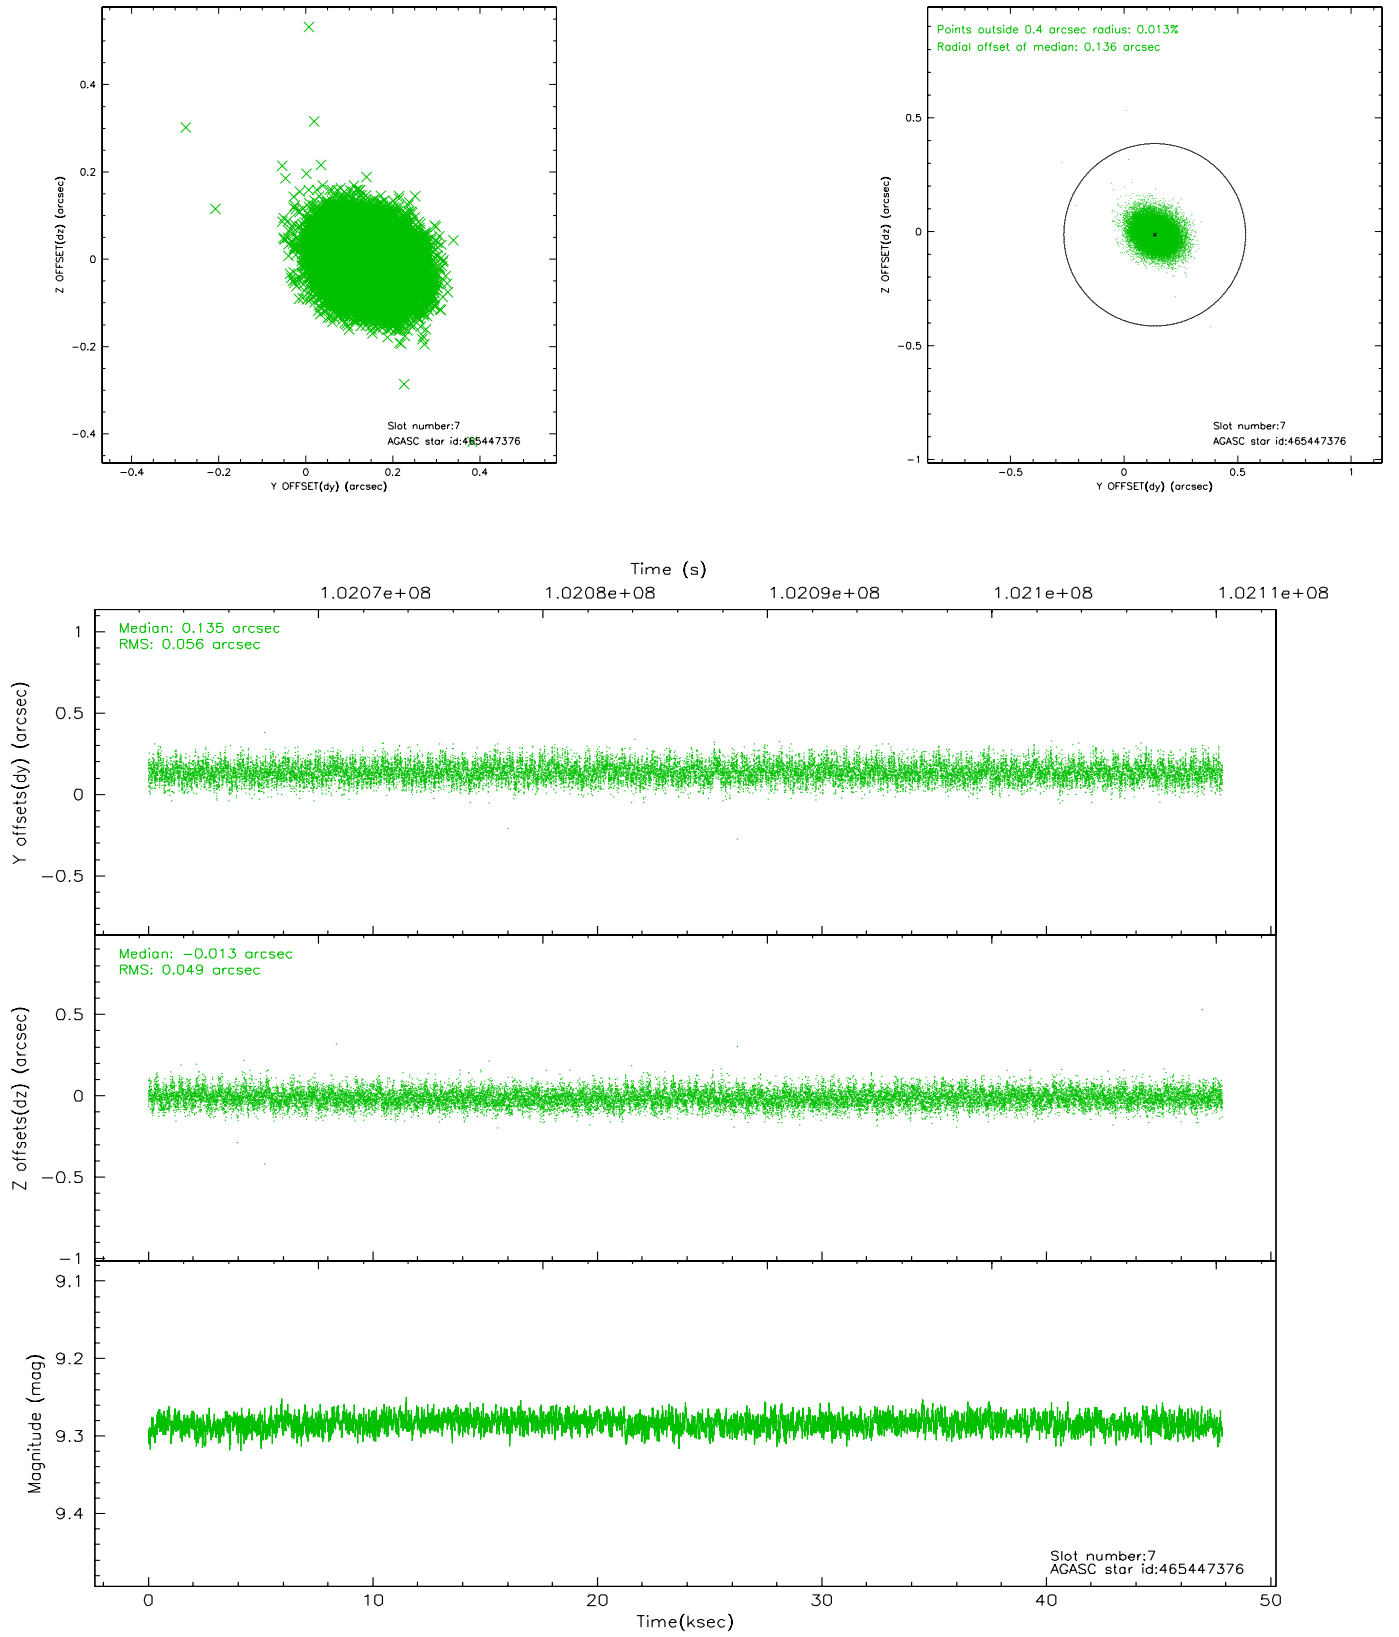 0.4
0.2
0
−0.2
−0.4
Z OFFSET(dz) (arcsec)
−0.4 −0.2 0 0.2 0.4
Y OFFSET(dy) (arcsec)
Slot number:7
AGASC star id:465447376
Points outside 0.4 arcsec radius: 0.013%
Radial offset of median: 0.136 arcsec
0.5
0
−0.5
−1
Z OFFSET(dz) (arcsec)
−0.5 0 0.5 1
Y OFFSET(dy) (arcsec)
Slot number:7
AGASC star id:465447376
Time (s)
1.0207e+08 1.0208e+08 1.0209e+08 1.021e+08 1.0211e+08
Median: 0.135 arcsec
RMS: 0.056 arcsec
1
0.5
0
−0.5
Y offsets(dy) (arcsec)
Median: −0.013 arcsec
RMS: 0.049 arcsec
0.5
0
−0.5
−1
Z offsets(dz) (arcsec)
9.1
9.2
9.3
9.4
Magnitude (mag)
Slot number:7
AGASC star id:465447376
0 10 20 30 40 50
Time(ksec)